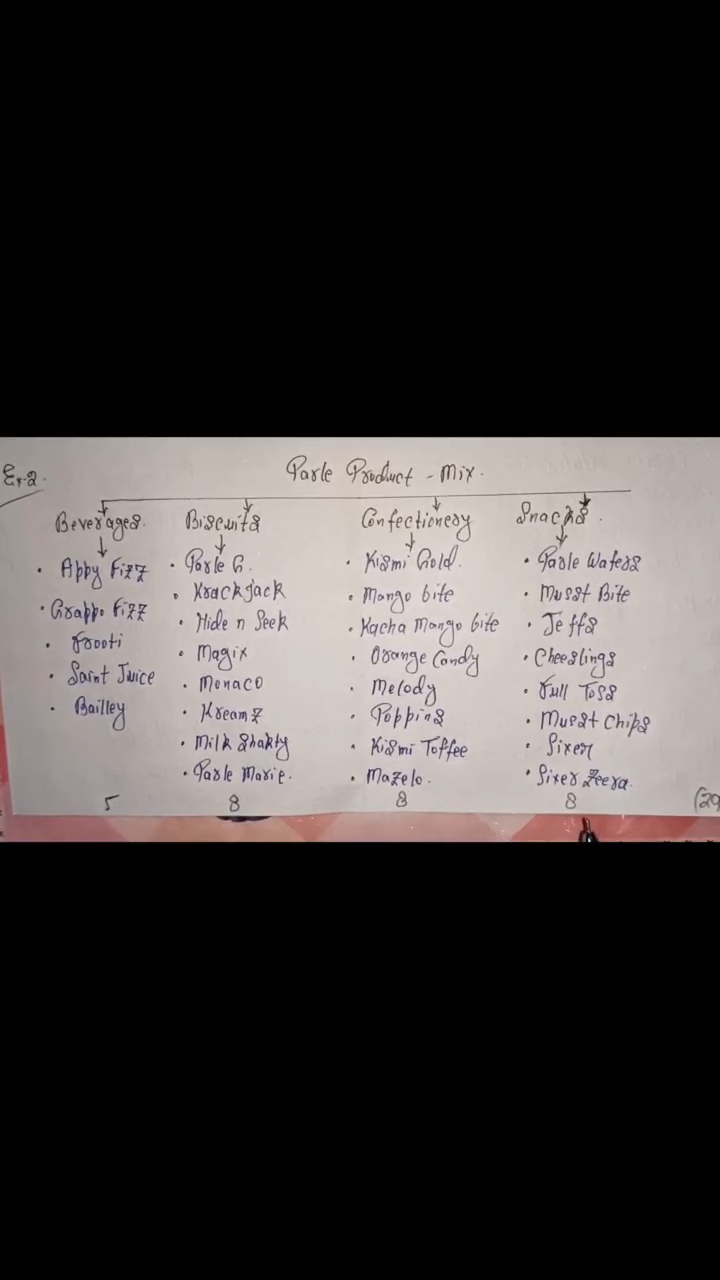 Ex.2.
Parle Product - Mix.
Beverages. Biscuits Confectionery Snacks.
• Appy Fizz • Parle G. • Kismi Gold. • Parle Wafers
• Grappo Fizz • Krackjack • Mango bite • Musst Bite
• Frooti • Hide n Seek • Kacha Mango bite • Jeffs
• Saint Juice • Magix • Orange Candy • Cheeslings
• Bailley • Monaco • Melody • Full Toss
• Kreams • Poppins • Musst Chips
• Milk Shakty • Kismi Toffee • Sixer
• Parle Marie. • Mazelo. • Sixer Zeera.
5 8 8 8 (29